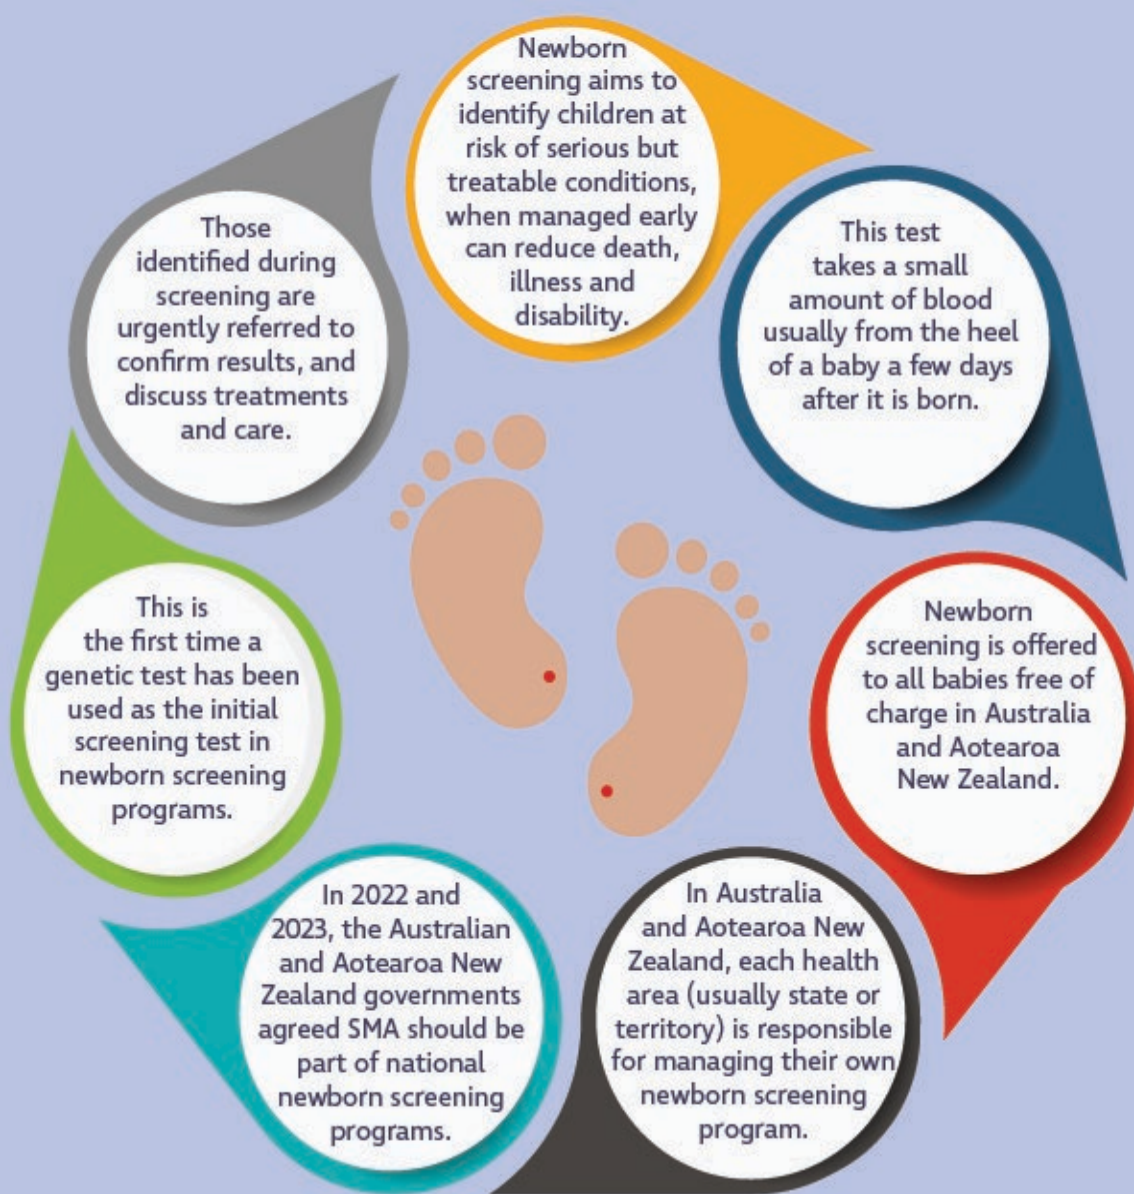 Newborn
screening aims to
identify children at
risk of serious but
treatable conditions,
when managed early
can reduce death,
illness and
disability.
This test
takes a small
amount of blood
usually from the heel
of a baby a few days
after it is born.
Newborn
screening is offered
to all babies free of
charge in Australia
and Aotearoa
New Zealand.
In Australia
and Aotearoa New
Zealand, each health
area (usually state or
territory) is responsible
for managing their own
newborn screening
program.
In 2022 and
2023, the Australian
and Aotearoa New
Zealand governments
agreed SMA should be
part of national
newborn screening
programs.
This is
the first time a
genetic test has been
used as the initial
screening test in
newborn screening
programs.
Those
identified during
screening are
urgently referred to
confirm results, and
discuss treatments
and care.